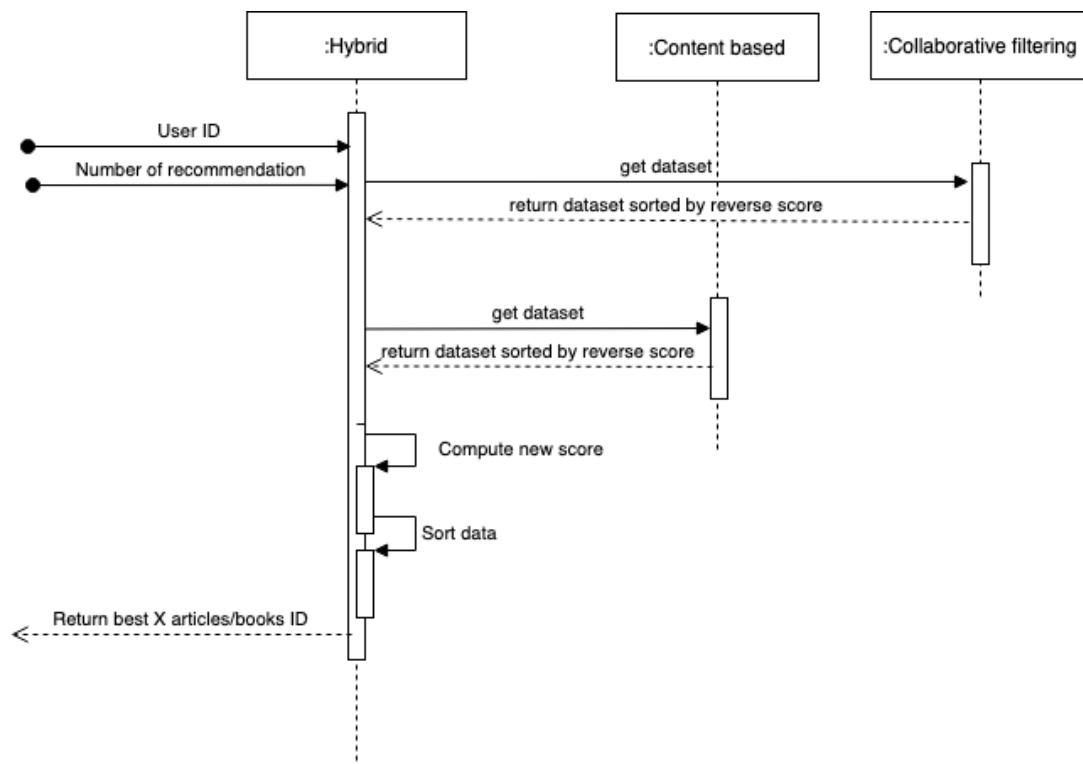 :Hybrid
:Content based
:Collaborative filtering
User ID
Number of recommendation
get dataset
return dataset sorted by reverse score
get dataset
return dataset sorted by reverse score
Compute new score
Sort data
Return best X articles/books ID